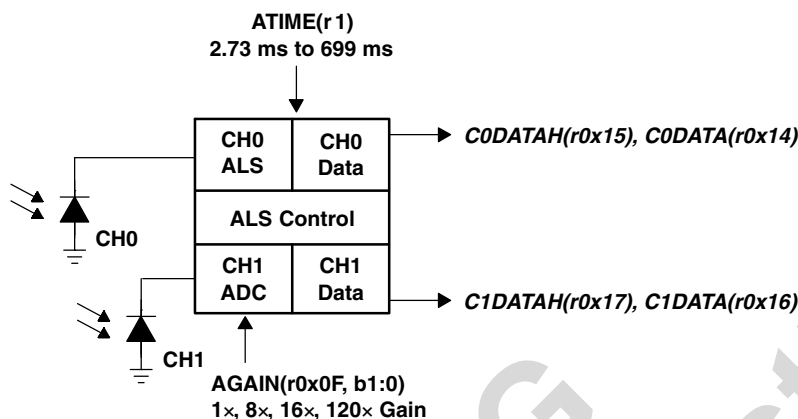 ATIME(r 1)
2.73 ms to 699 ms
CH0
ALS
CH0
Data
C0DATAH(r0x15), C0DATA(r0x14)
ALS Control
CH0
CH1
ADC
CH1
Data
C1DATAH(r0x17), C1DATA(r0x16)
CH1
AGAIN(r0x0F, b1:0)
1×, 8×, 16×, 120× Gain